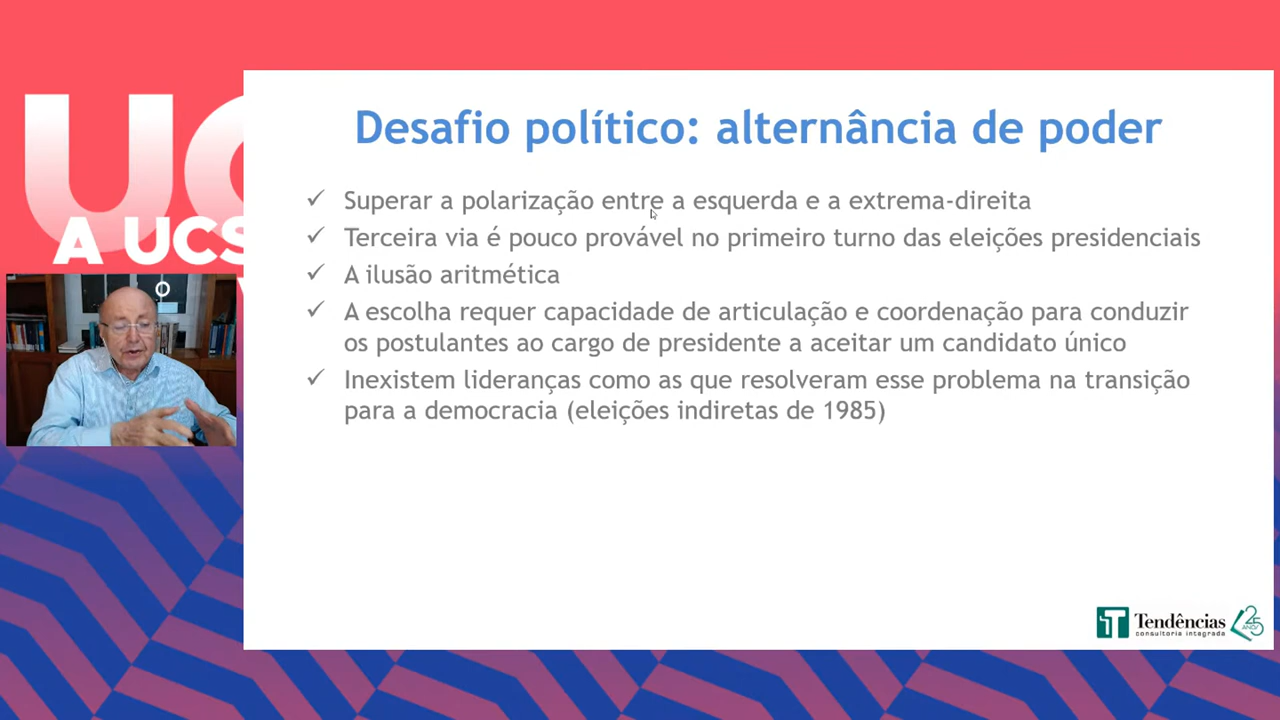 UC
A UCS
O
Desafio político: alternância de poder
✓ Superar a polarização entre a esquerda e a extrema-direita
✓ Terceira via é pouco provável no primeiro turno das eleições presidenciais
✓ A ilusão aritmética
✓ A escolha requer capacidade de articulação e coordenação para conduzir
os postulantes ao cargo de presidente a aceitar um candidato único
✓ Inexistem lideranças como as que resolveram esse problema na transição
para a democracia (eleições indiretas de 1985)
T Tendências
consultoria integrada
25
ANOS